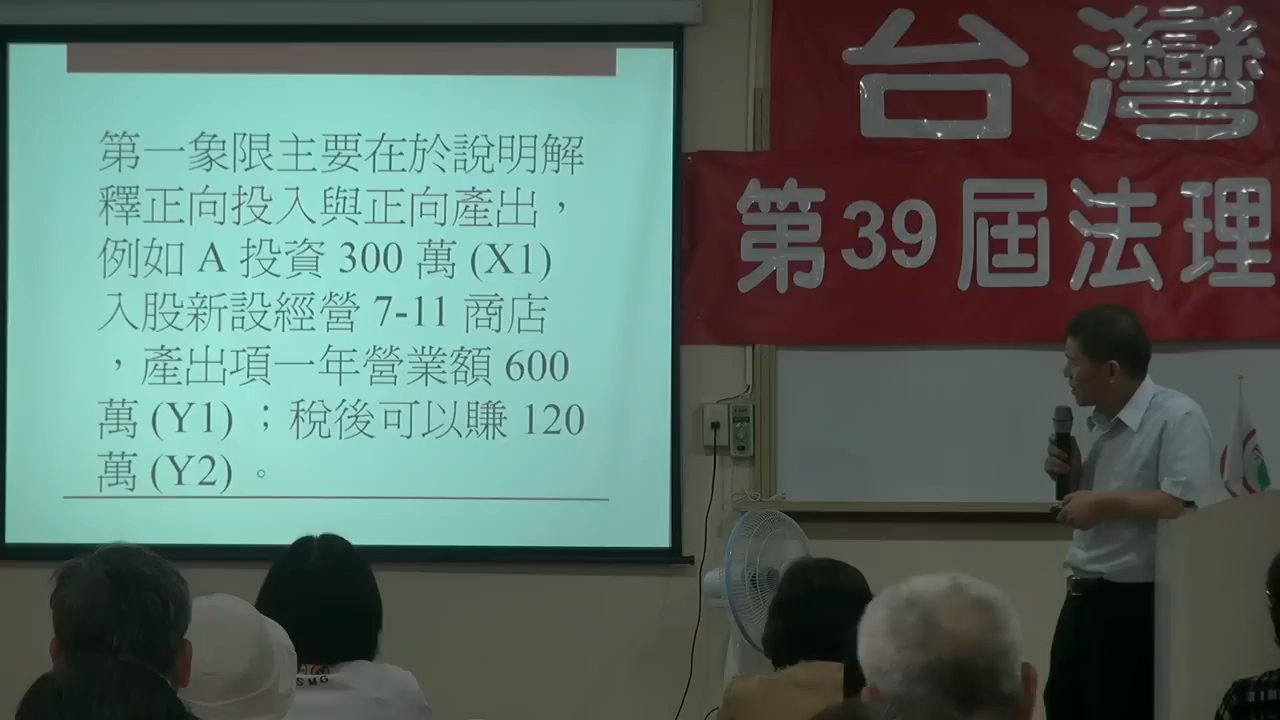 第一象限主要在於說明解
釋正向投入與正向產出，
例如 A 投資 300 萬 (X1)
入股新設經營 7-11 商店
，產出項一年營業額 600
萬 (Y1) ；稅後可以賺 120
萬 (Y2) 。
台灣
第39屆法理
SMG